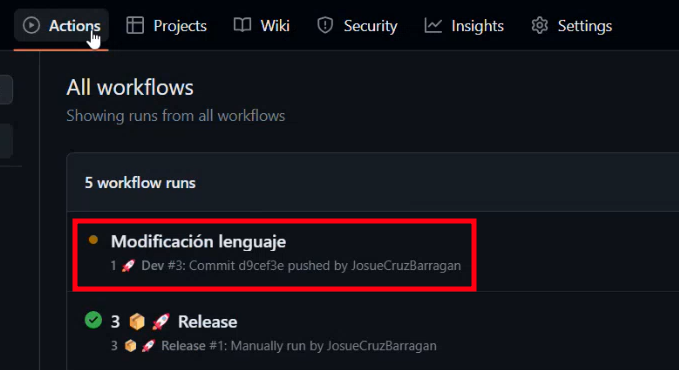 Actions Projects Wiki Security Insights Settings
All workflows
Showing runs from all workflows
5 workflow runs
Modificación lenguaje
1 🚀 Dev #3: Commit d9cef3e pushed by JosueCruzBarragan
3 📦 🚀 Release
3 📦 🚀 Release #1: Manually run by JosueCruzBarragan